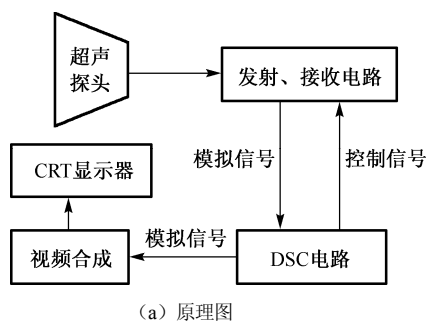 超声
探头
发射、接收电路
模拟信号
控制信号
CRT显示器
模拟信号
视频合成
DSC电路
（a）原理图